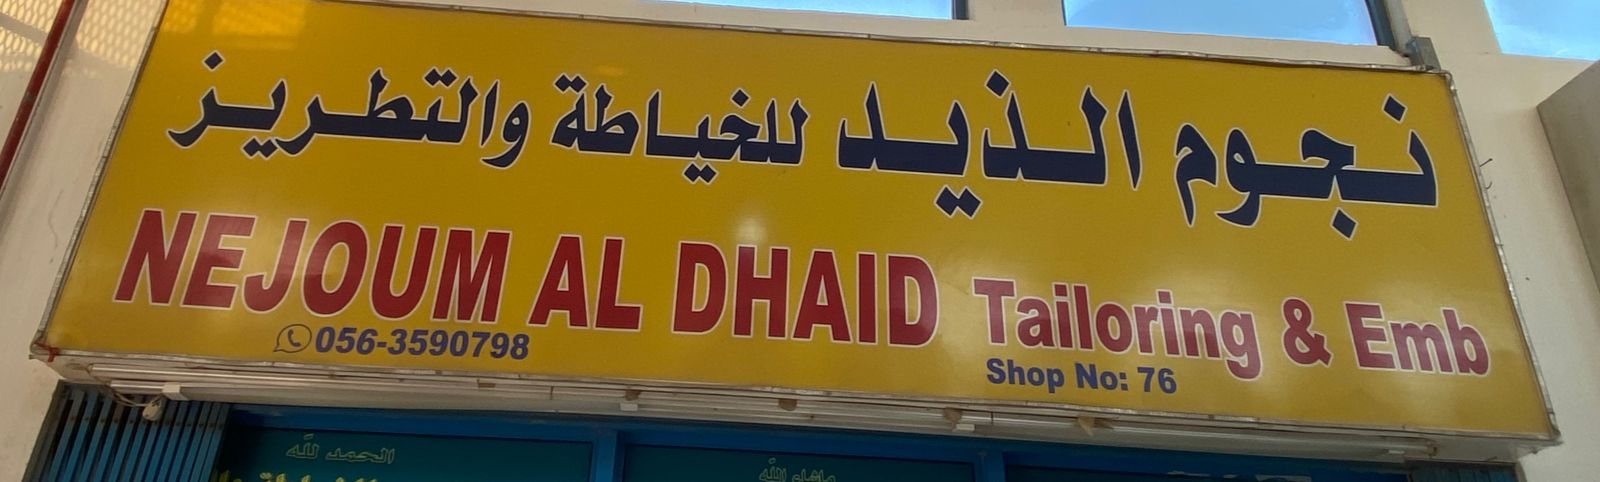 نجوم الذيد للخياطة والتطريز
NEJOUM AL DHAID Tailoring & Emb
056-3590798
Shop No: 76
الحمد لله
ماشاء الله